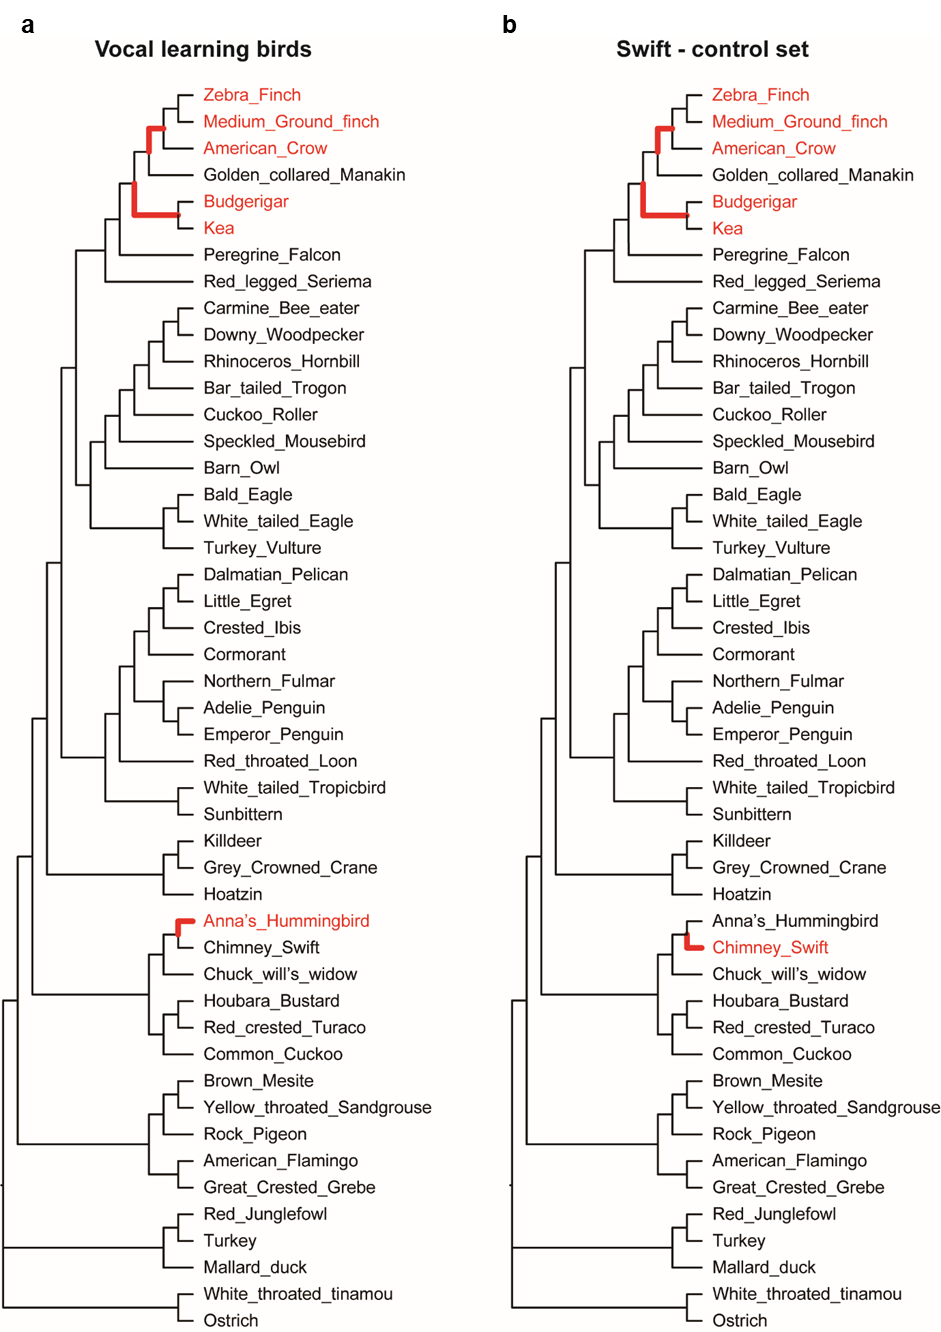 a
Vocal learning birds
Zebra_Finch
Medium_Ground_finch
American_Crow
Golden_collared_Manakin
Budgerigar
Kea
Peregrine_Falcon
Red_legged_Seriema
Carmine_Bee_eater
Downy_Woodpecker
Rhinoceros_Hornbill
Bar_tailed_Trogon
Cuckoo_Roller
Speckled_Mousebird
Barn_Owl
Bald_Eagle
White_tailed_Eagle
Turkey_Vulture
Dalmatian_Pelican
Little_Egret
Crested_Ibis
Cormorant
Northern_Fulmar
Adelie_Penguin
Emperor_Penguin
Red_throated_Loon
White_tailed_Tropicbird
Sunbittern
Killdeer
Grey_Crowned_Crane
Hoatzin
Anna's_Hummingbird
Chimney_Swift
Chuck_will's_widow
Houbara_Bustard
Red_crested_Turaco
Common_Cuckoo
Brown_Mesite
Yellow_throated_Sandgrouse
Rock_Pigeon
American_Flamingo
Great_Crested_Grebe
Red_Junglefowl
Turkey
Mallard_duck
White_throated_tinamou
Ostrich
b
Swift - control set
Zebra_Finch
Medium_Ground_finch
American_Crow
Golden_collared_Manakin
Budgerigar
Kea
Peregrine_Falcon
Red_legged_Seriema
Carmine_Bee_eater
Downy_Woodpecker
Rhinoceros_Hornbill
Bar_tailed_Trogon
Cuckoo_Roller
Speckled_Mousebird
Barn_Owl
Bald_Eagle
White_tailed_Eagle
Turkey_Vulture
Dalmatian_Pelican
Little_Egret
Crested_Ibis
Cormorant
Northern_Fulmar
Adelie_Penguin
Emperor_Penguin
Red_throated_Loon
White_tailed_Tropicbird
Sunbittern
Killdeer
Grey_Crowned_Crane
Hoatzin
Anna's_Hummingbird
Chimney_Swift
Chuck_will's_widow
Houbara_Bustard
Red_crested_Turaco
Common_Cuckoo
Brown_Mesite
Yellow_throated_Sandgrouse
Rock_Pigeon
American_Flamingo
Great_Crested_Grebe
Red_Junglefowl
Turkey
Mallard_duck
White_throated_tinamou
Ostrich